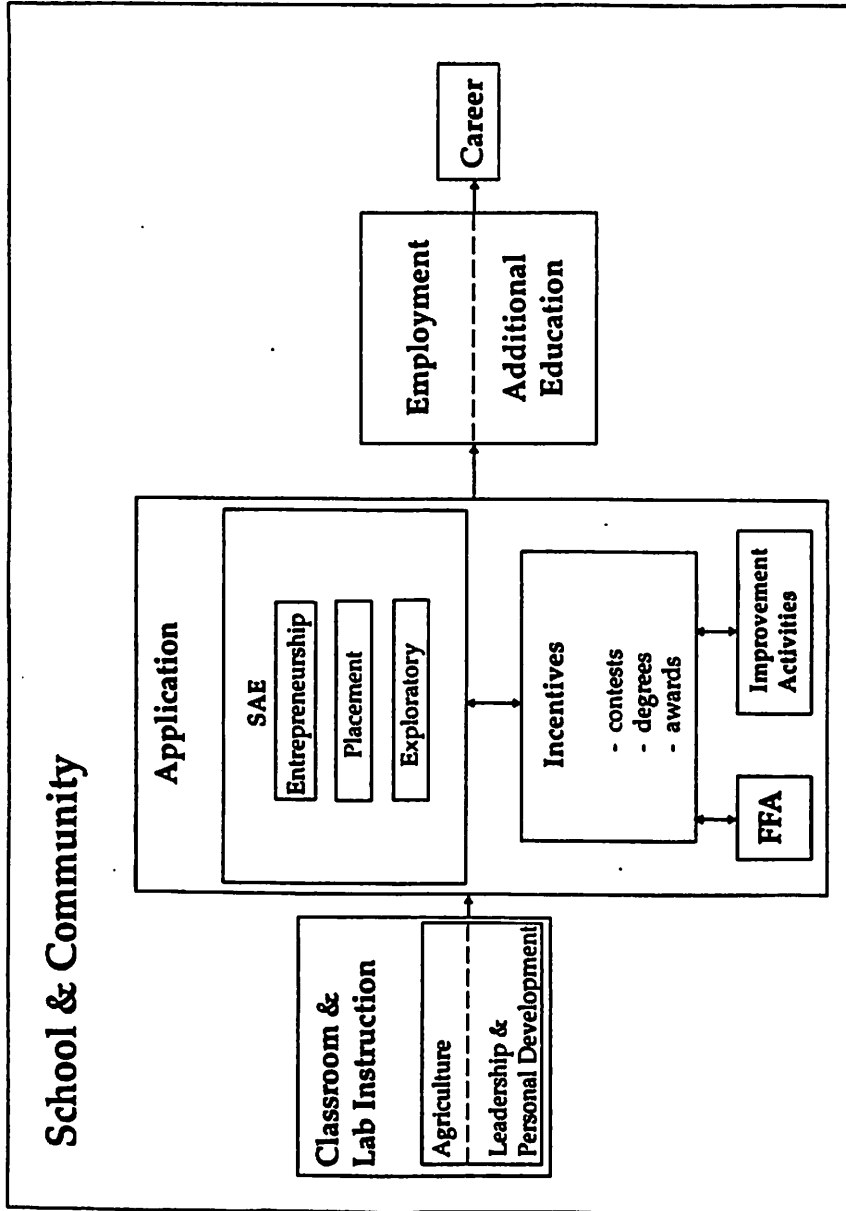 School & Community
Classroom &
Lab Instruction
Agriculture
Leadership &
Personal Development
Application
SAE
Entrepreneurship
Placement
Exploratory
Incentives
- contests
- degrees
- awards
FFA
Improvement
Activities
Employment
Additional
Education
Career